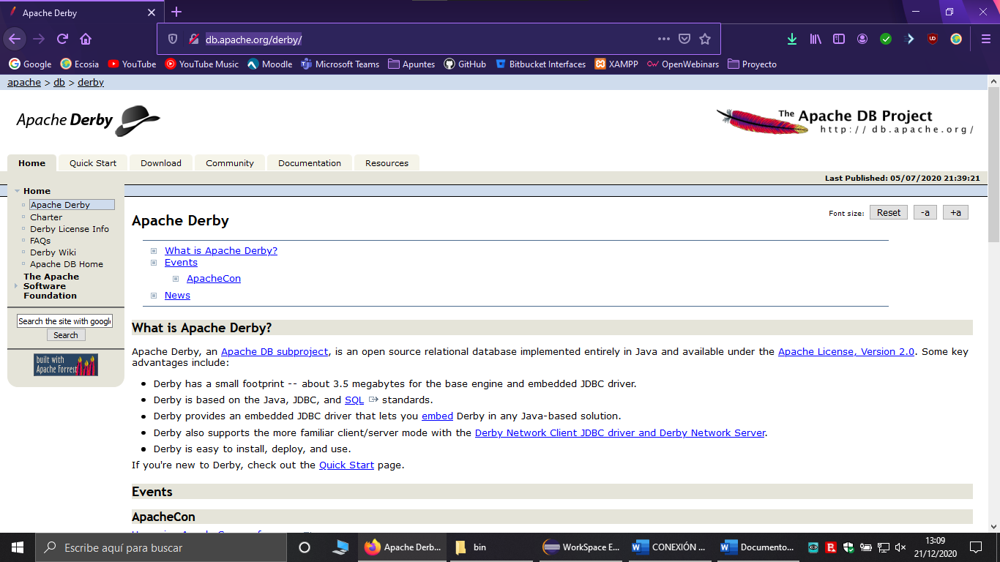 Apache Derby
db.apache.org/derby/
Google Ecosia YouTube YouTube Music Moodle Microsoft Teams Apuntes GitHub Bitbucket Interfaces XAMPP OpenWebinars Proyecto
apache > db > derby
Apache Derby
The Apache DB Project
http://db.apache.org/
Home Quick Start Download Community Documentation Resources
Last Published: 05/07/2020 21:39:21
Home
Apache Derby
Charter
Derby License Info
FAQs
Derby Wiki
Apache DB Home
The Apache
Software
Foundation
Search the site with googl
Search
built with
Apache Forrest
Font size: Reset -a +a
Apache Derby
What is Apache Derby?
Events
ApacheCon
News
What is Apache Derby?
Apache Derby, an Apache DB subproject, is an open source relational database implemented entirely in Java and available under the Apache License, Version 2.0. Some key
advantages include:
Derby has a small footprint -- about 3.5 megabytes for the base engine and embedded JDBC driver.
Derby is based on the Java, JDBC, and SQL standards.
Derby provides an embedded JDBC driver that lets you embed Derby in any Java-based solution.
Derby also supports the more familiar client/server mode with the Derby Network Client JDBC driver and Derby Network Server.
Derby is easy to install, deploy, and use.
If you're new to Derby, check out the Quick Start page.
Events
ApacheCon
Escribe aquí para buscar
Apache Derb...
bin
WorkSpace E...
CONEXIÓN ...
Documento...
13:09
21/12/2020